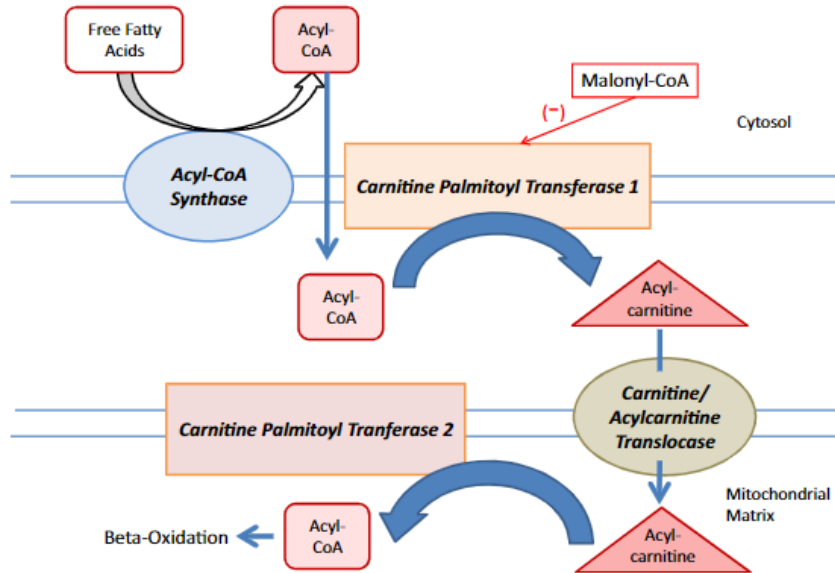 Free Fatty
Acids
Acyl-
CoA
Malonyl-CoA
(−)
Cytosol
Acyl-CoA
Synthase
Carnitine Palmitoyl Transferase 1
Acyl-
CoA
Acyl-
carnitine
Carnitine Palmitoyl Tranferase 2
Carnitine/
Acylcarnitine
Translocase
Mitochondrial
Matrix
Beta-Oxidation
Acyl-
CoA
Acyl-
carnitine